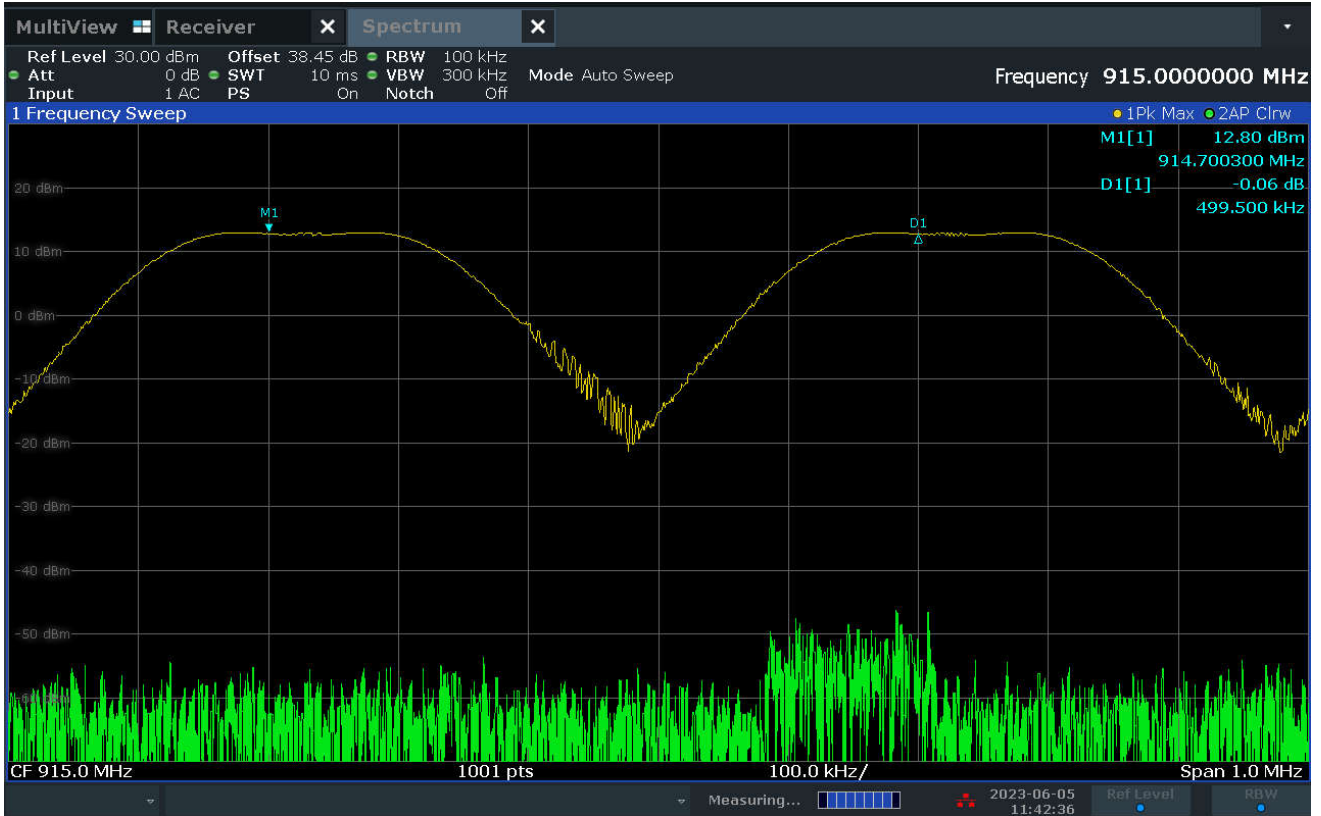 MultiView Receiver X Spectrum X
Ref Level 30.00 dBm Offset 38.45 dB RBW 100 kHz
Att 0 dB SWT 10 ms VBW 300 kHz Mode Auto Sweep Frequency 915.0000000 MHz
Input 1 AC PS On Notch Off
1 Frequency Sweep 1Pk Max 2AP Clrw
M1[1] 12.80 dBm
914.700300 MHz
20 dBm D1[1] -0.06 dB
499.500 kHz
M1
D1
10 dBm
0 dBm
-10 dBm
-20 dBm
-30 dBm
-40 dBm
-50 dBm
-60 dBm
CF 915.0 MHz 1001 pts 100.0 kHz/ Span 1.0 MHz
Measuring... 2023-06-05 Ref Level RBW
11:42:36